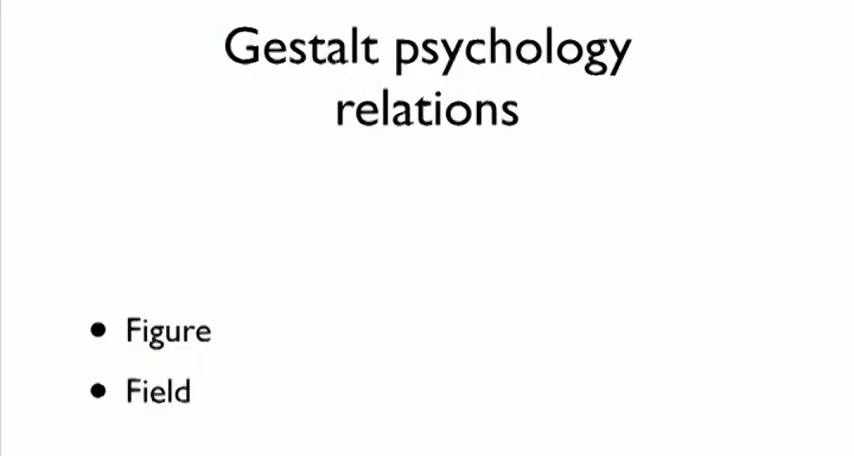 Gestalt psychology
relations
• Figure
• Field